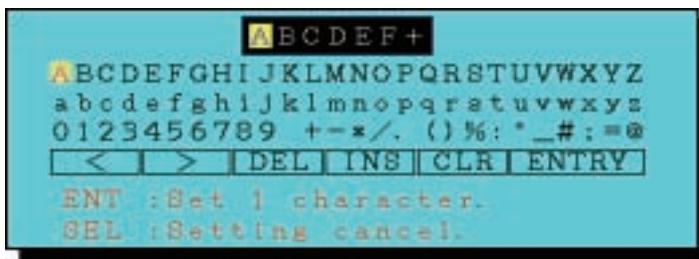 ABCDEF+
ABCDEFGHIJKLMNOPQRSTUVWXYZ
abcdefghijklmnopqrstuvwxyz
0123456789 +-*/. ()%:"_#:=@
< > DEL INS CLR ENTRY
ENT :Set 1 character.
SEL :Setting cancel.